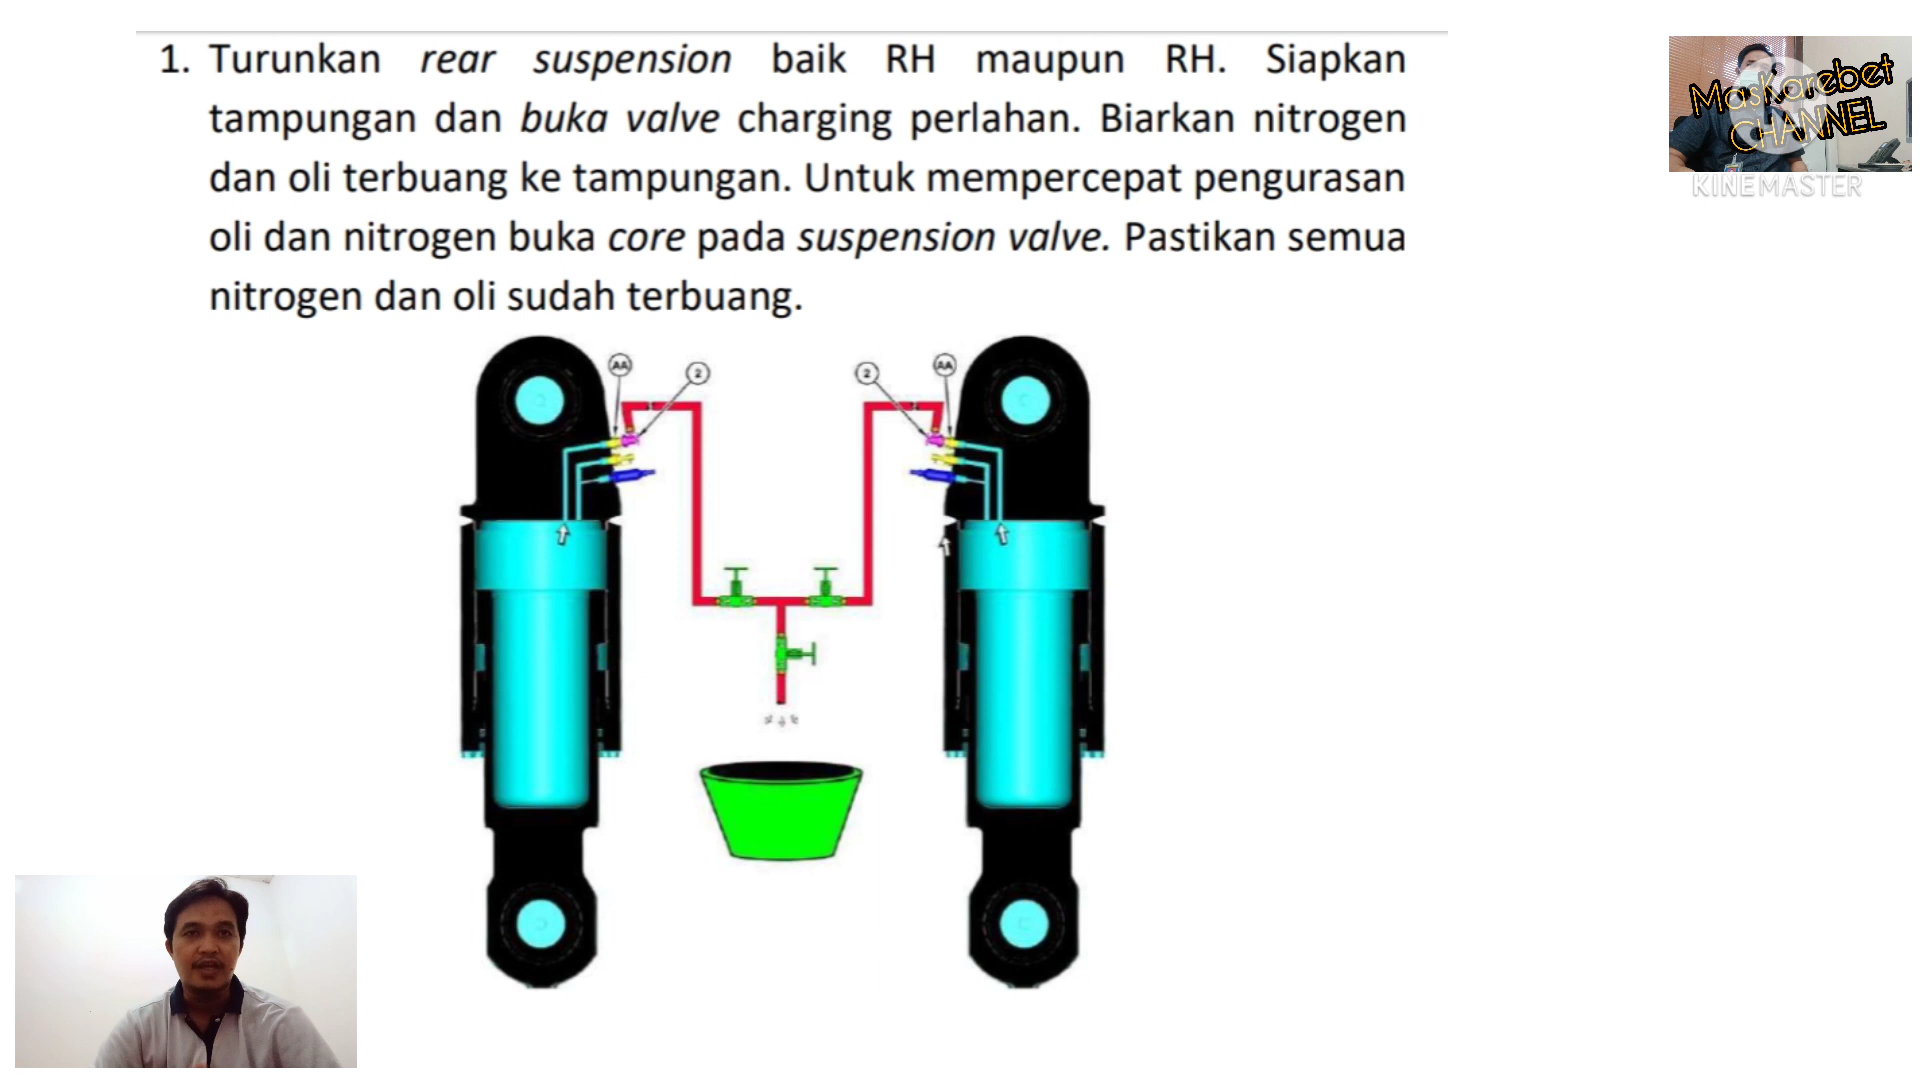 1. Turunkan rear suspension baik RH maupun RH. Siapkan
tampungan dan buka valve charging perlahan. Biarkan nitrogen
dan oli terbuang ke tampungan. Untuk mempercepat pengurasan
oli dan nitrogen buka core pada suspension valve. Pastikan semua
nitrogen dan oli sudah terbuang.
AA
2
2
AA
MasKarebet
CHANNEL
KINEMASTER